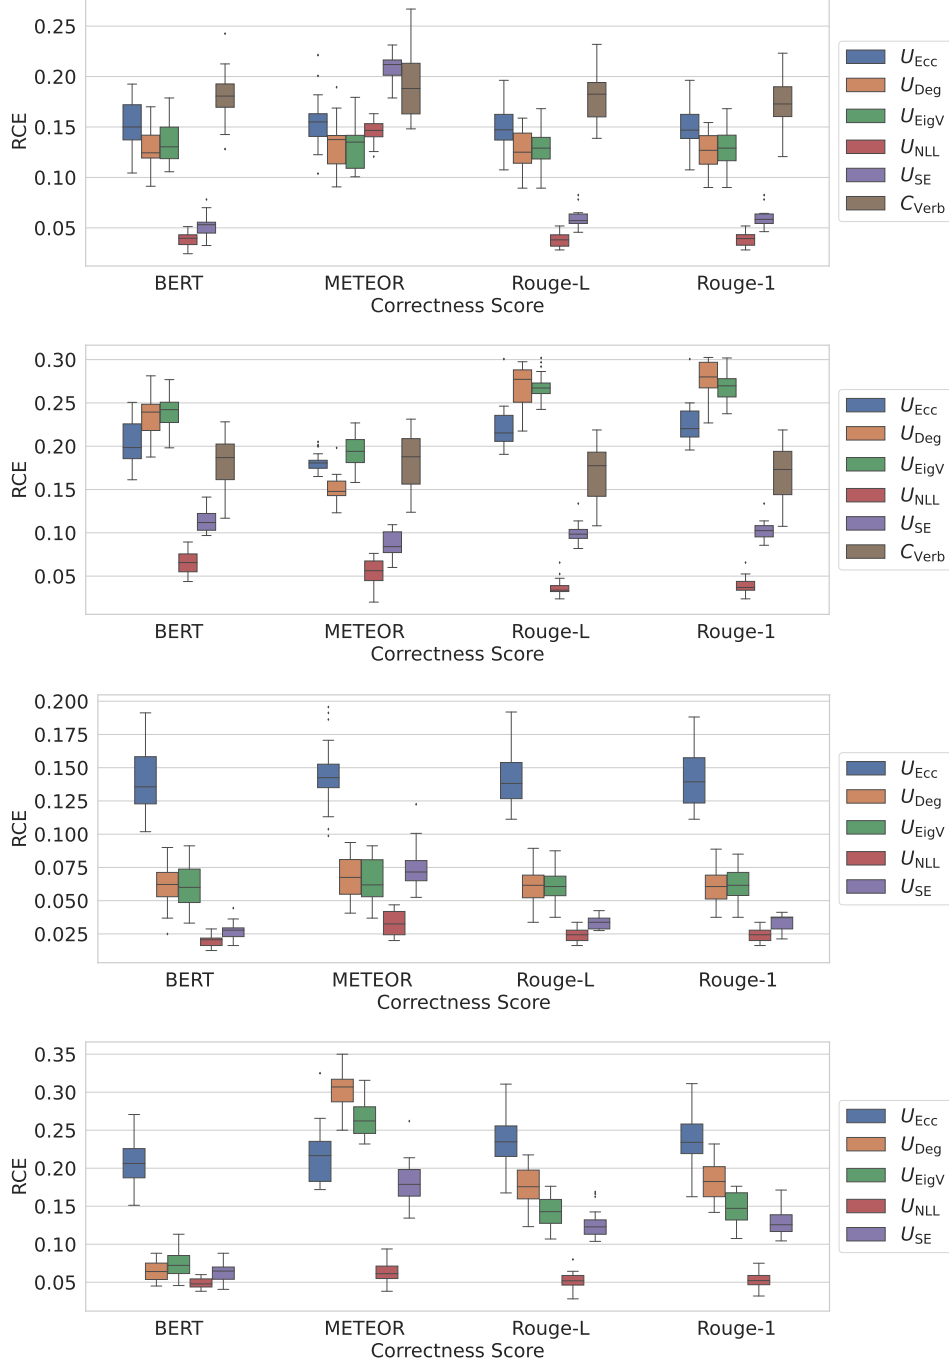 0.25
0.20
0.15
0.10
0.05
RCE
BERT METEOR Rouge-L Rouge-1
Correctness Score
U_Ecc
U_Deg
U_EigV
U_NLL
U_SE
C_Verb
0.30
0.25
0.20
0.15
0.10
0.05
RCE
BERT METEOR Rouge-L Rouge-1
Correctness Score
U_Ecc
U_Deg
U_EigV
U_NLL
U_SE
C_Verb
0.200
0.175
0.150
0.125
0.100
0.075
0.050
0.025
RCE
BERT METEOR Rouge-L Rouge-1
Correctness Score
U_Ecc
U_Deg
U_EigV
U_NLL
U_SE
0.35
0.30
0.25
0.20
0.15
0.10
0.05
RCE
BERT METEOR Rouge-L Rouge-1
Correctness Score
U_Ecc
U_Deg
U_EigV
U_NLL
U_SE